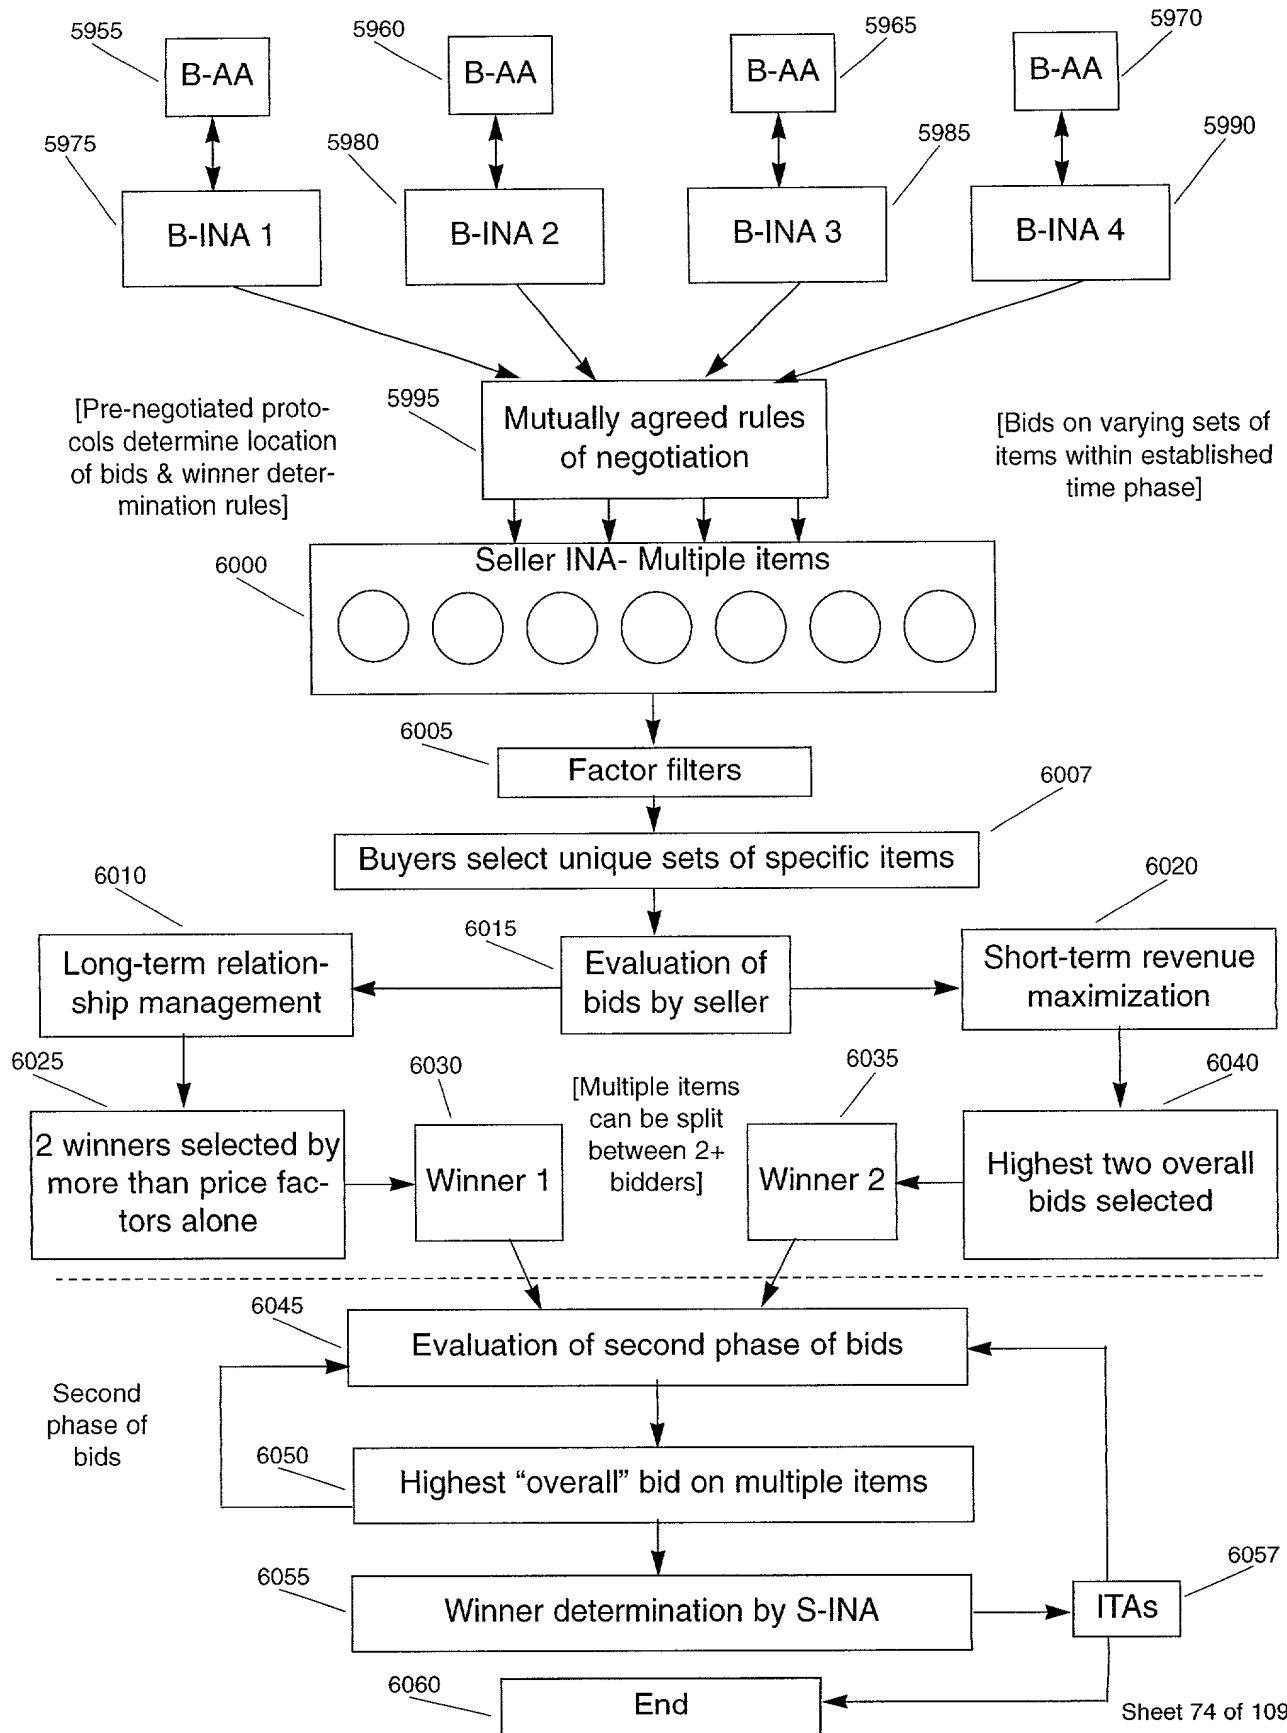 5955
5960
5965
5970
B-AA
B-AA
B-AA
B-AA
5975
5980
5985
5990
B-INA 1
B-INA 2
B-INA 3
B-INA 4
[Pre-negotiated proto-
cols determine location
of bids & winner deter-
mination rules]
5995
Mutually agreed rules
of negotiation
[Bids on varying sets of
items within established
time phase]
6000
Seller INA- Multiple items
6005
Factor filters
6007
Buyers select unique sets of specific items
6010
Long-term relation-
ship management
6015
Evaluation of
bids by seller
6020
Short-term revenue
maximization
6025
2 winners selected by
more than price fac-
tors alone
6030
Winner 1
[Multiple items
can be split
between 2+
bidders]
6035
Winner 2
6040
Highest two overall
bids selected
6045
Evaluation of second phase of bids
Second
phase of
bids
6050
Highest “overall” bid on multiple items
6055
Winner determination by S-INA
6057
ITAs
6060
End
Sheet 74 of 109